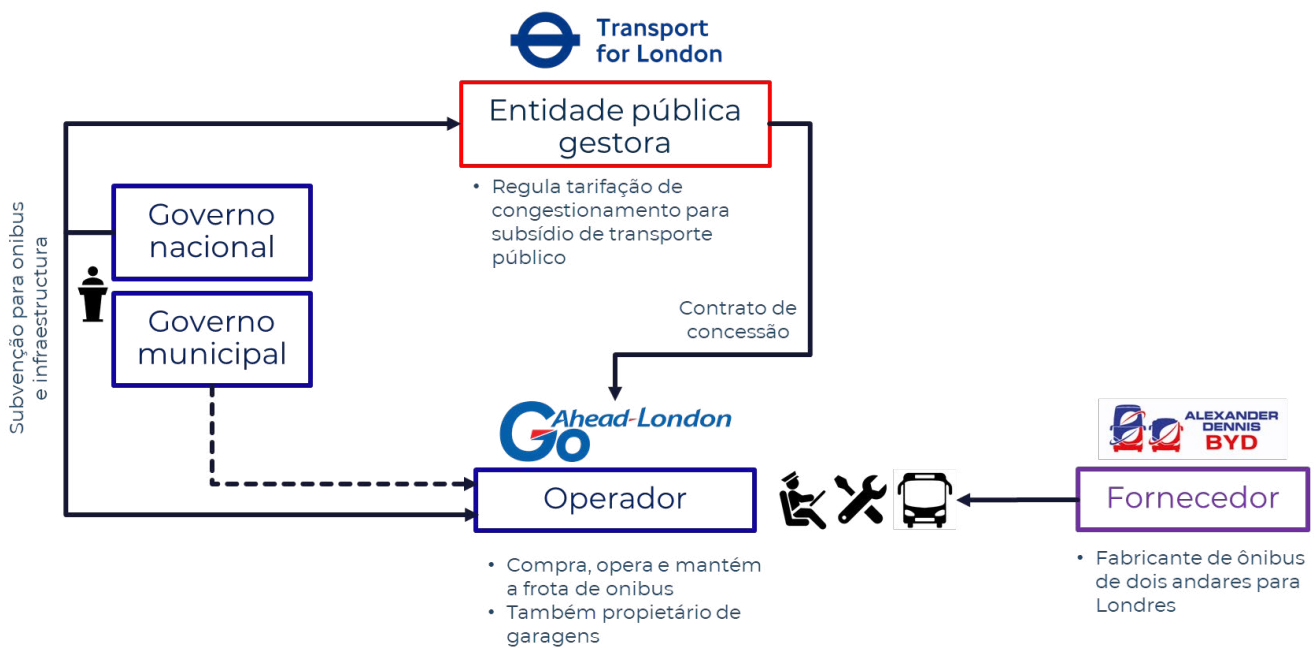 Transport
for London
Entidade pública
gestora
• Regula tarifação de
congestionamento para
subsídio de transporte
público
Subvenção para onibus
e infraestructura
Governo
nacional
Governo
municipal
Contrato de
concessão
Go Ahead-London
Operador
• Compra, opera e mantém
a frota de onibus
• Também propietário de
garagens
ALEXANDER
DENNIS
BYD
Fornecedor
• Fabricante de ônibus
de dois andares para
Londres